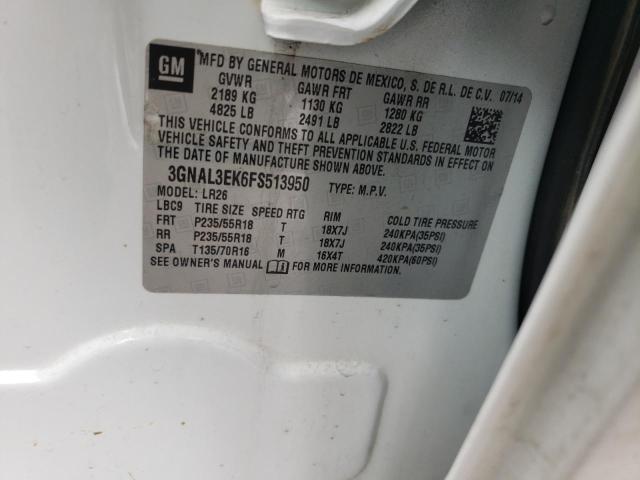 GM
MFD BY GENERAL MOTORS DE MEXICO, S. DE R.L. DE C.V. 07/14
GVWR GAWR FRT GAWR RR
2189 KG 1130 KG 1280 KG
4825 LB 2491 LB 2822 LB
THIS VEHICLE CONFORMS TO ALL APPLICABLE U.S. FEDERAL MOTOR
VEHICLE SAFETY AND THEFT PREVENTION STANDARDS IN EFFECT ON
THE DATE OF MANUFACTURE SHOWN ABOVE.
3GNAL3EK6FS513950 TYPE: M.P.V.
MODEL: LR26
LBC9 TIRE SIZE SPEED RTG RIM COLD TIRE PRESSURE
FRT P235/55R18 T 18X7J 240KPA(35PSI)
RR P235/55R18 T 18X7J 240KPA(35PSI)
SPA T135/70R16 M 16X4T 420KPA(60PSI)
SEE OWNER'S MANUAL FOR MORE INFORMATION.